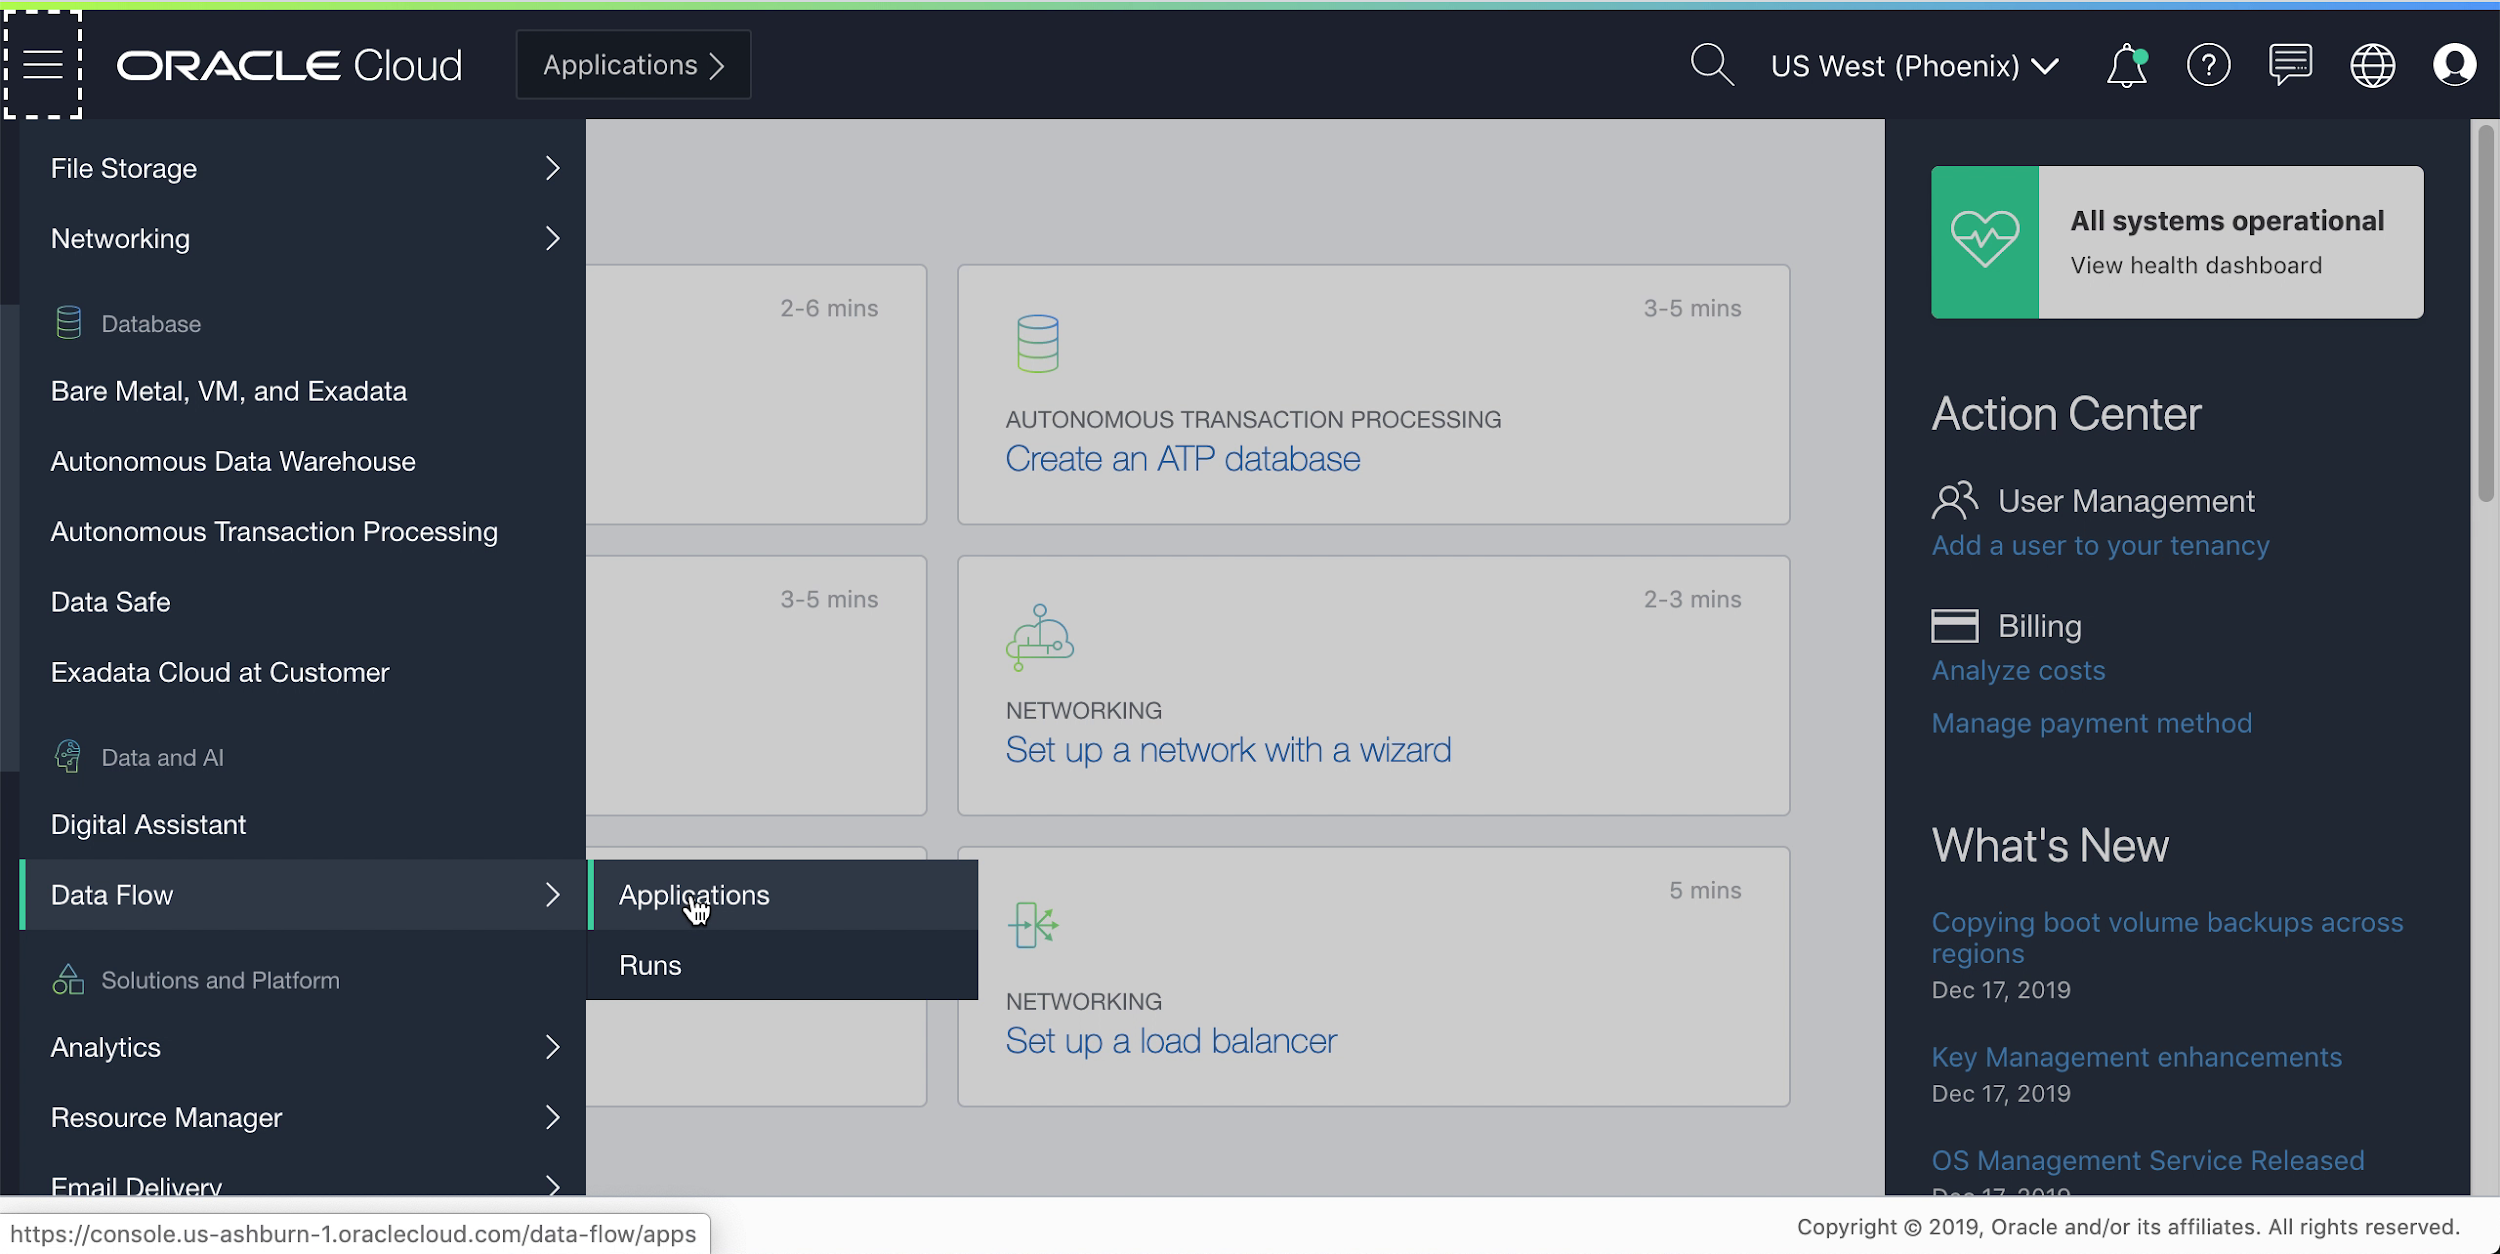 ORACLE Cloud
Applications
US West (Phoenix)
File Storage
Networking
Database
Bare Metal, VM, and Exadata
Autonomous Data Warehouse
Autonomous Transaction Processing
Data Safe
Exadata Cloud at Customer
Data and AI
Digital Assistant
Data Flow
Solutions and Platform
Analytics
Resource Manager
Email Delivery
Applications
Runs
2-6 mins
3-5 mins
AUTONOMOUS TRANSACTION PROCESSING
Create an ATP database
3-5 mins
2-3 mins
NETWORKING
Set up a network with a wizard
5 mins
NETWORKING
Set up a load balancer
All systems operational
View health dashboard
Action Center
User Management
Add a user to your tenancy
Billing
Analyze costs
Manage payment method
What's New
Copying boot volume backups across
regions
Dec 17, 2019
Key Management enhancements
Dec 17, 2019
OS Management Service Released
Dec 17, 2019
https://console.us-ashburn-1.oraclecloud.com/data-flow/apps
Copyright © 2019, Oracle and/or its affiliates. All rights reserved.